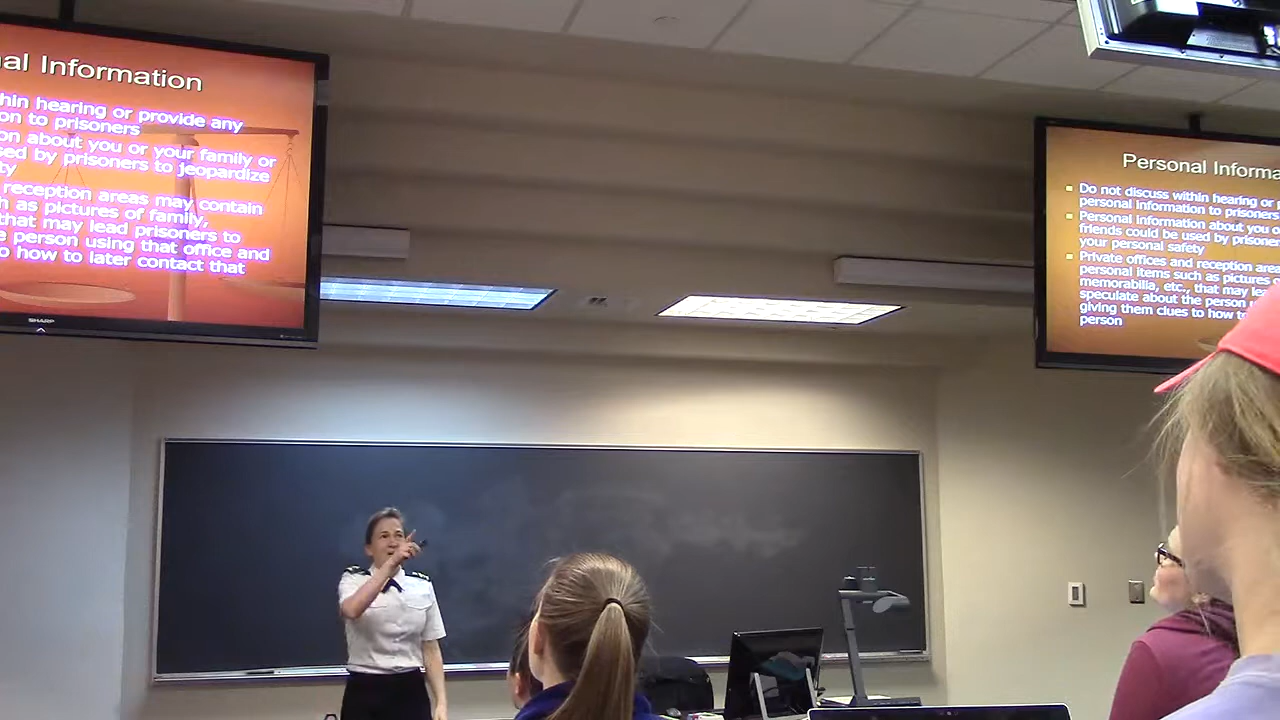 al Information
hin hearing or provide any
on to prisoners
on about you or your family or
sed by prisoners to jeopardize
ty
reception areas may contain
h as pictures of family,
that may lead prisoners to
e person using that office and
o how to later contact that
SHARP
Personal Informa
Do not discuss within hearing or p
personal information to prisoners
Personal Information about you o
friends could be used by prisone
your personal safety
Private offices and reception area
personal items such as pictures o
memorabilia, etc., that may lea
speculate about the person u
giving them clues to how to
person